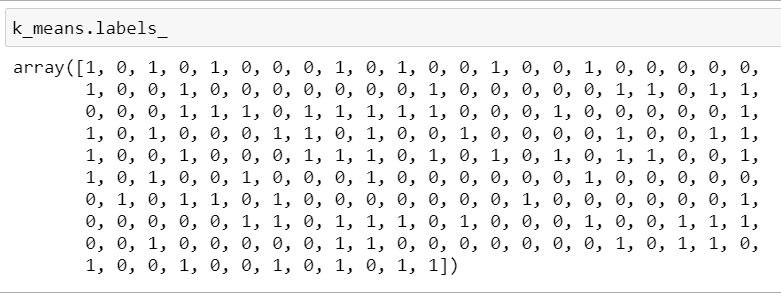 k_means.labels_
array([1, 0, 1, 0, 1, 0, 0, 0, 1, 0, 1, 0, 0, 1, 0, 0, 1, 0, 0, 0, 0, 0,
1, 0, 0, 1, 0, 0, 0, 0, 0, 0, 0, 1, 0, 0, 0, 0, 0, 1, 1, 0, 1, 1,
0, 0, 0, 1, 1, 1, 0, 1, 1, 1, 1, 1, 0, 0, 0, 1, 0, 0, 0, 0, 0, 1,
1, 0, 1, 0, 0, 0, 1, 1, 0, 1, 0, 0, 1, 0, 0, 0, 0, 1, 0, 0, 1, 1,
1, 0, 0, 1, 0, 0, 0, 1, 1, 1, 0, 1, 0, 1, 0, 1, 0, 1, 1, 0, 0, 1,
1, 0, 1, 0, 0, 1, 0, 0, 0, 1, 0, 0, 0, 0, 0, 0, 1, 0, 0, 0, 0, 0,
0, 1, 0, 1, 1, 0, 1, 0, 0, 0, 0, 0, 0, 0, 1, 0, 0, 0, 0, 0, 0, 1,
0, 0, 0, 0, 0, 1, 1, 0, 1, 1, 1, 0, 1, 0, 0, 0, 1, 0, 0, 1, 1, 1,
0, 0, 1, 0, 0, 0, 0, 0, 1, 1, 0, 0, 0, 0, 0, 0, 0, 1, 0, 1, 1, 0,
1, 0, 0, 1, 0, 0, 1, 0, 1, 0, 1, 1])